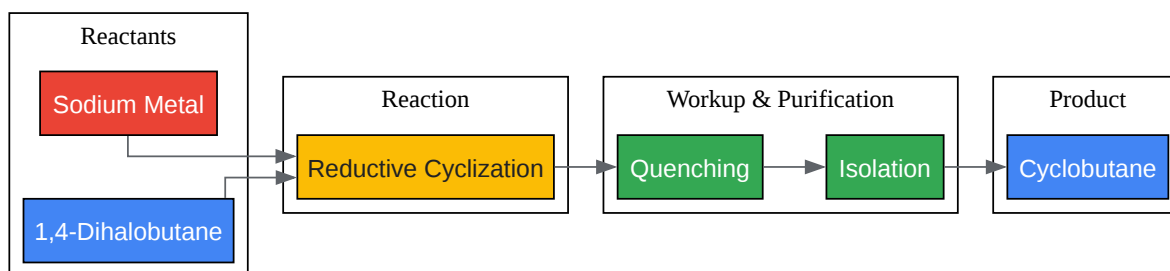 Reactants
Sodium Metal
1,4-Dihalobutane
Reaction
Reductive Cyclization
Workup & Purification
Quenching
Isolation
Product
Cyclobutane